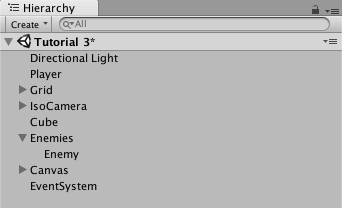 Hierarchy
Create
All
Tutorial 3*
Directional Light
Player
Grid
IsoCamera
Cube
Enemies
Enemy
Canvas
EventSystem